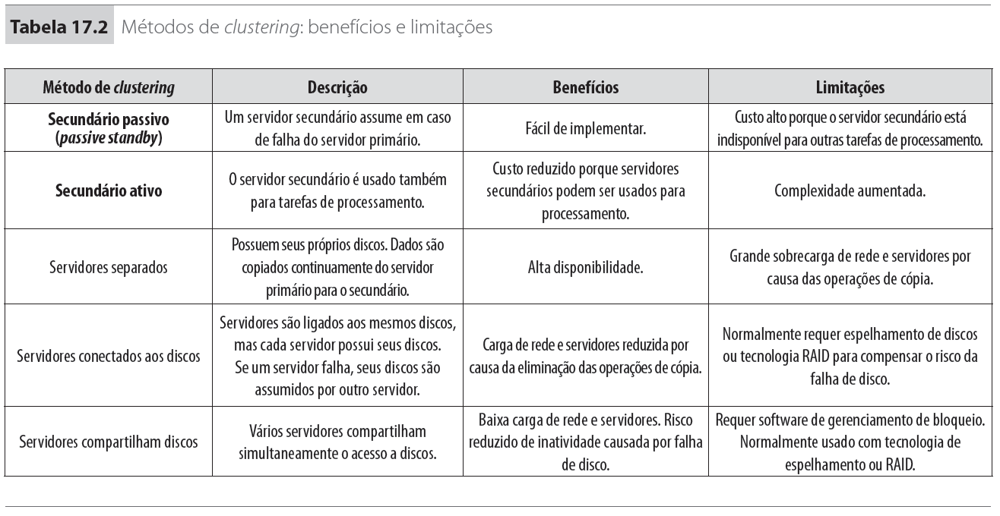 Tabela 17.2 Métodos de clustering: benefícios e limitações
Método de clustering
Descrição
Benefícios
Limitações
Secundário passivo
(passive standby)
Um servidor secundário assume em caso
de falha do servidor primário.
Fácil de implementar.
Custo alto porque o servidor secundário está
indisponível para outras tarefas de processamento.
Secundário ativo
O servidor secundário é usado também
para tarefas de processamento.
Custo reduzido porque servidores
secundários podem ser usados para
processamento.
Complexidade aumentada.
Servidores separados
Possuem seus próprios discos. Dados são
copiados continuamente do servidor
primário para o secundário.
Alta disponibilidade.
Grande sobrecarga de rede e servidores por
causa das operações de cópia.
Servidores conectados aos discos
Servidores são ligados aos mesmos discos,
mas cada servidor possui seus discos.
Se um servidor falha, seus discos são
assumidos por outro servidor.
Carga de rede e servidores reduzida por
causa da eliminação das operações de cópia.
Normalmente requer espelhamento de discos
ou tecnologia RAID para compensar o risco da
falha de disco.
Servidores compartilham discos
Vários servidores compartilham
simultaneamente o acesso a discos.
Baixa carga de rede e servidores. Risco
reduzido de inatividade causada por falha
de disco.
Requer software de gerenciamento de bloqueio.
Normalmente usado com tecnologia de
espelhamento ou RAID.